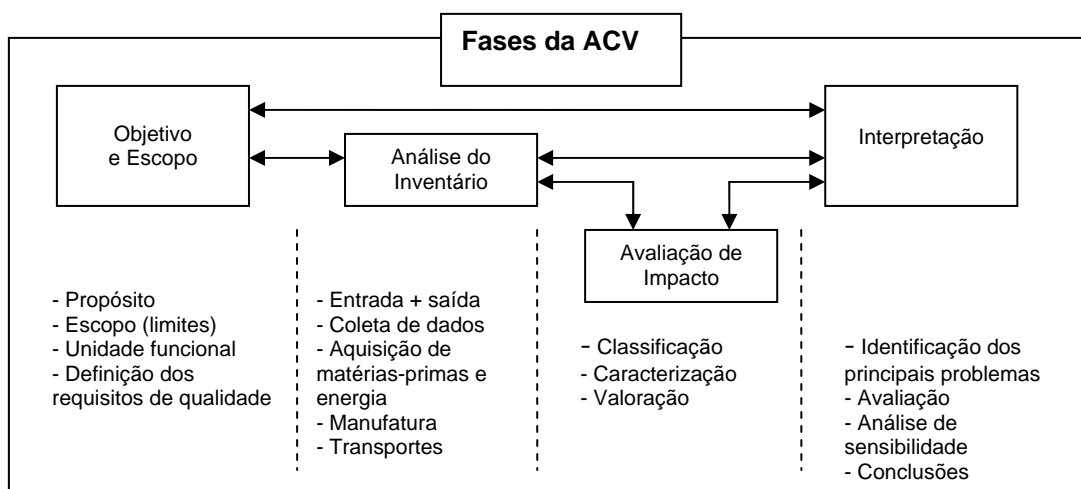 Fases da ACV
Objetivo
e Escopo
Análise do
Inventário
Avaliação de
Impacto
Interpretação
- Propósito
- Escopo (limites)
- Unidade funcional
- Definição dos
requisitos de qualidade
- Entrada + saída
- Coleta de dados
- Aquisição de
matérias-primas e
energia
- Manufatura
- Transportes
- Classificação
- Caracterização
- Valoração
- Identificação dos
principais problemas
- Avaliação
- Análise de
sensibilidade
- Conclusões